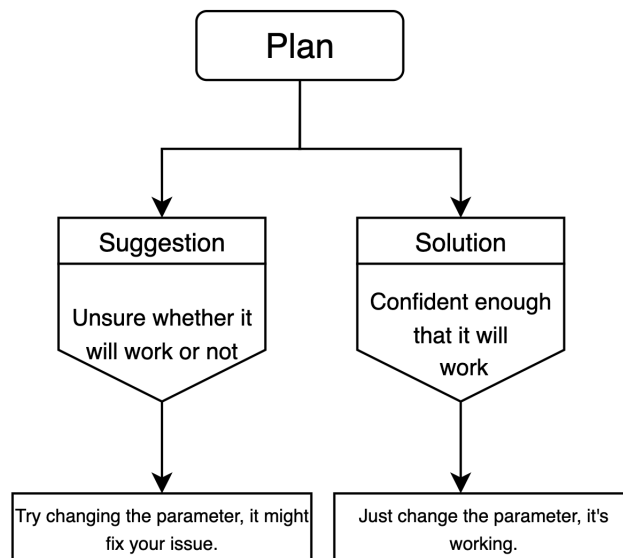 Plan
Suggestion
Unsure whether it
will work or not
Try changing the parameter, it might
fix your issue.
Solution
Confident enough
that it will
work
Just change the parameter, it's
working.